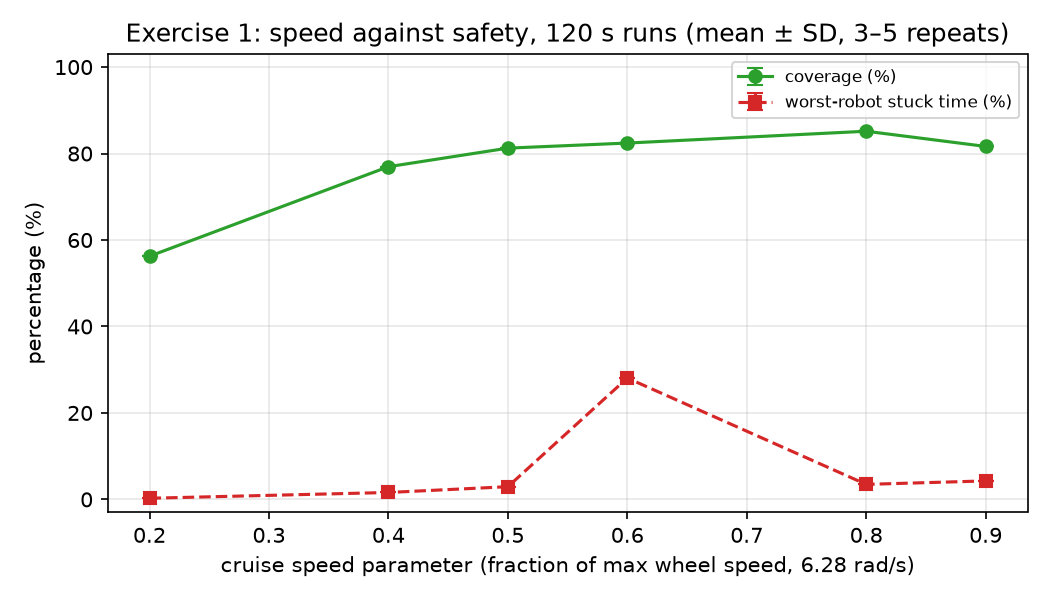 Exercise 1: speed against safety, 120 s runs (mean ± SD, 3–5 repeats)
coverage (%)
worst-robot stuck time (%)
percentage (%)
100
80
60
40
20
0
0.2 0.3 0.4 0.5 0.6 0.7 0.8 0.9
cruise speed parameter (fraction of max wheel speed, 6.28 rad/s)